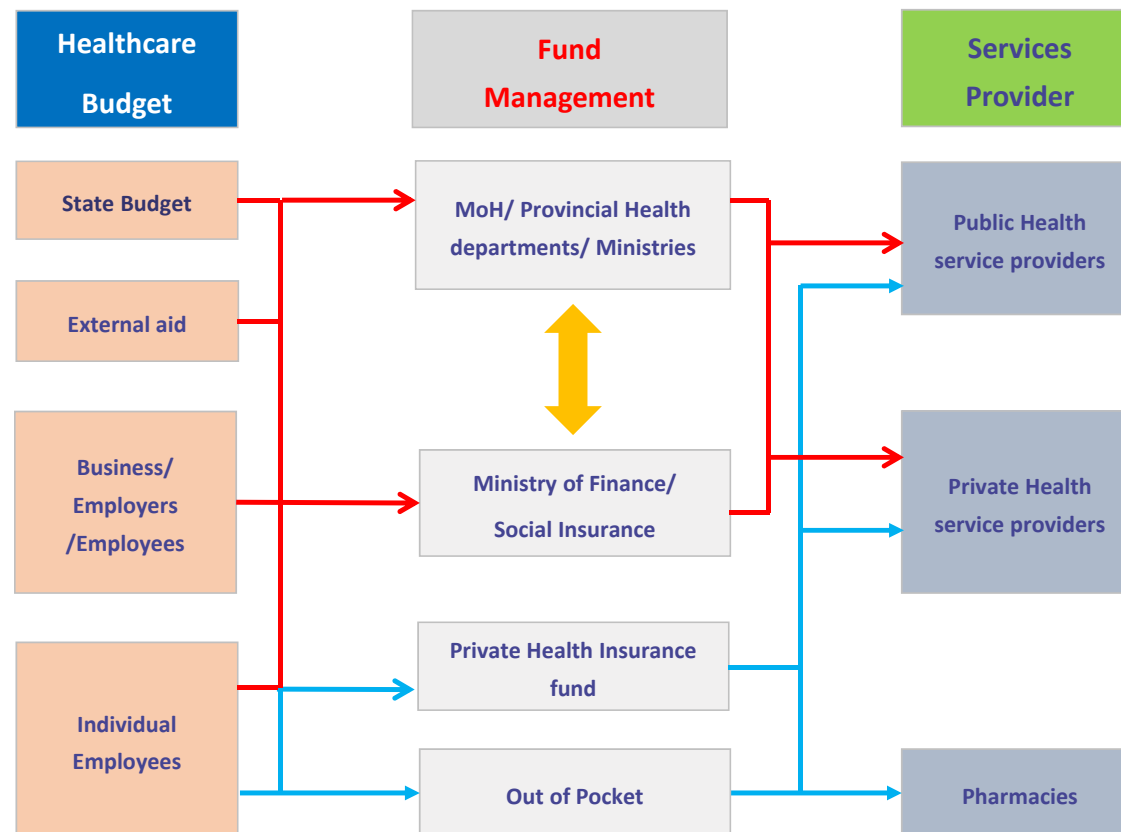 Healthcare
Budget
Fund
Management
Services
Provider
State Budget
MoH/ Provincial Health
departments/ Ministries
Public Health
service providers
External aid
Business/
Employers
/Employees
Ministry of Finance/
Social Insurance
Private Health
service providers
Private Health Insurance
fund
Individual
Employees
Out of Pocket
Pharmacies